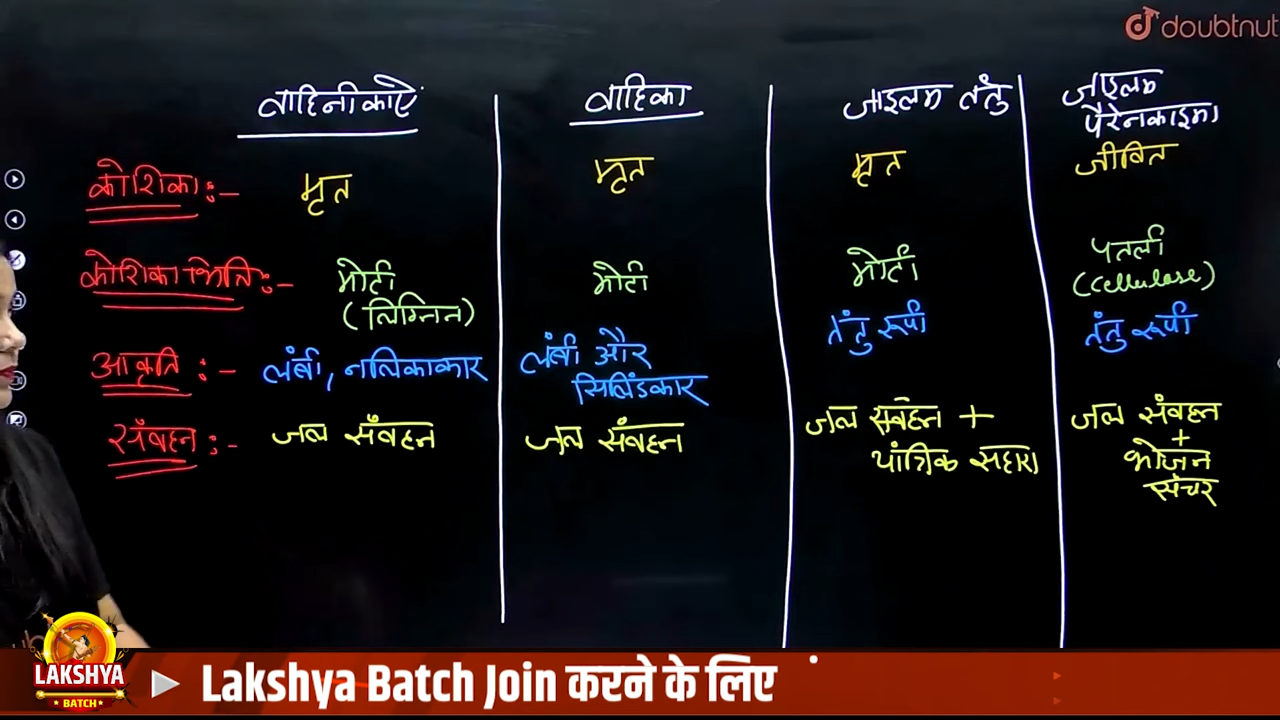 doubtnut
वाहिनीकाऐं वाहिका जाइलम तंतु जाइलम पैरेनकाइमा
कोशिका :- मृत मृत मृत जीवित
कोशिका भिति :- मोटी (लिग्निन) मोटी मोटी पतली (cellulose)
आकृति :- लंबी, नलिकाकार लंबी और सिलिंडकार तंतु रूपी तंतु रूपी
संवहन :- जल संवहन जल संवहन जल संवहन + यांत्रिक सहारा जल संवहन + भोजन संचर
LAKSHYA
BATCH
Lakshya Batch Join करने के लिए